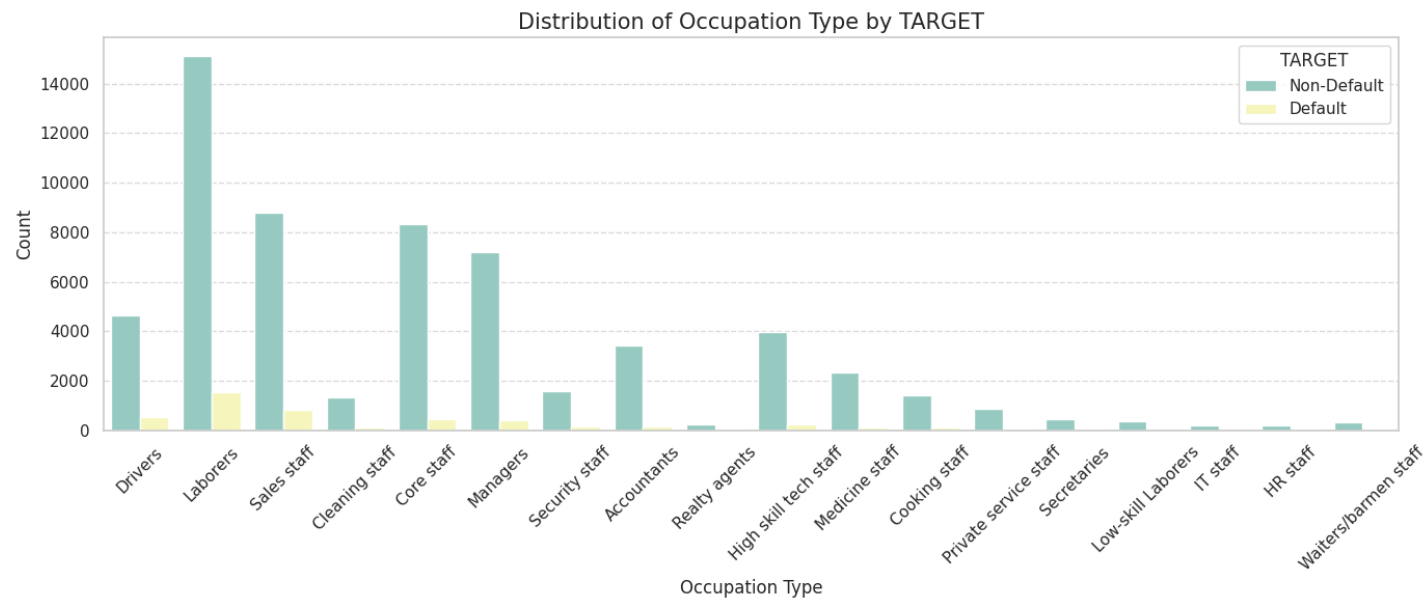 Distribution of Occupation Type by TARGET
TARGET
Non-Default
Default
Count
14000
12000
10000
8000
6000
4000
2000
0
Drivers
Laborers
Sales staff
Cleaning staff
Core staff
Managers
Security staff
Accountants
Realty agents
High skill tech staff
Medicine staff
Cooking staff
Private service staff
Secretaries
Low-skill Laborers
IT staff
HR staff
Waiters/barmen staff
Occupation Type